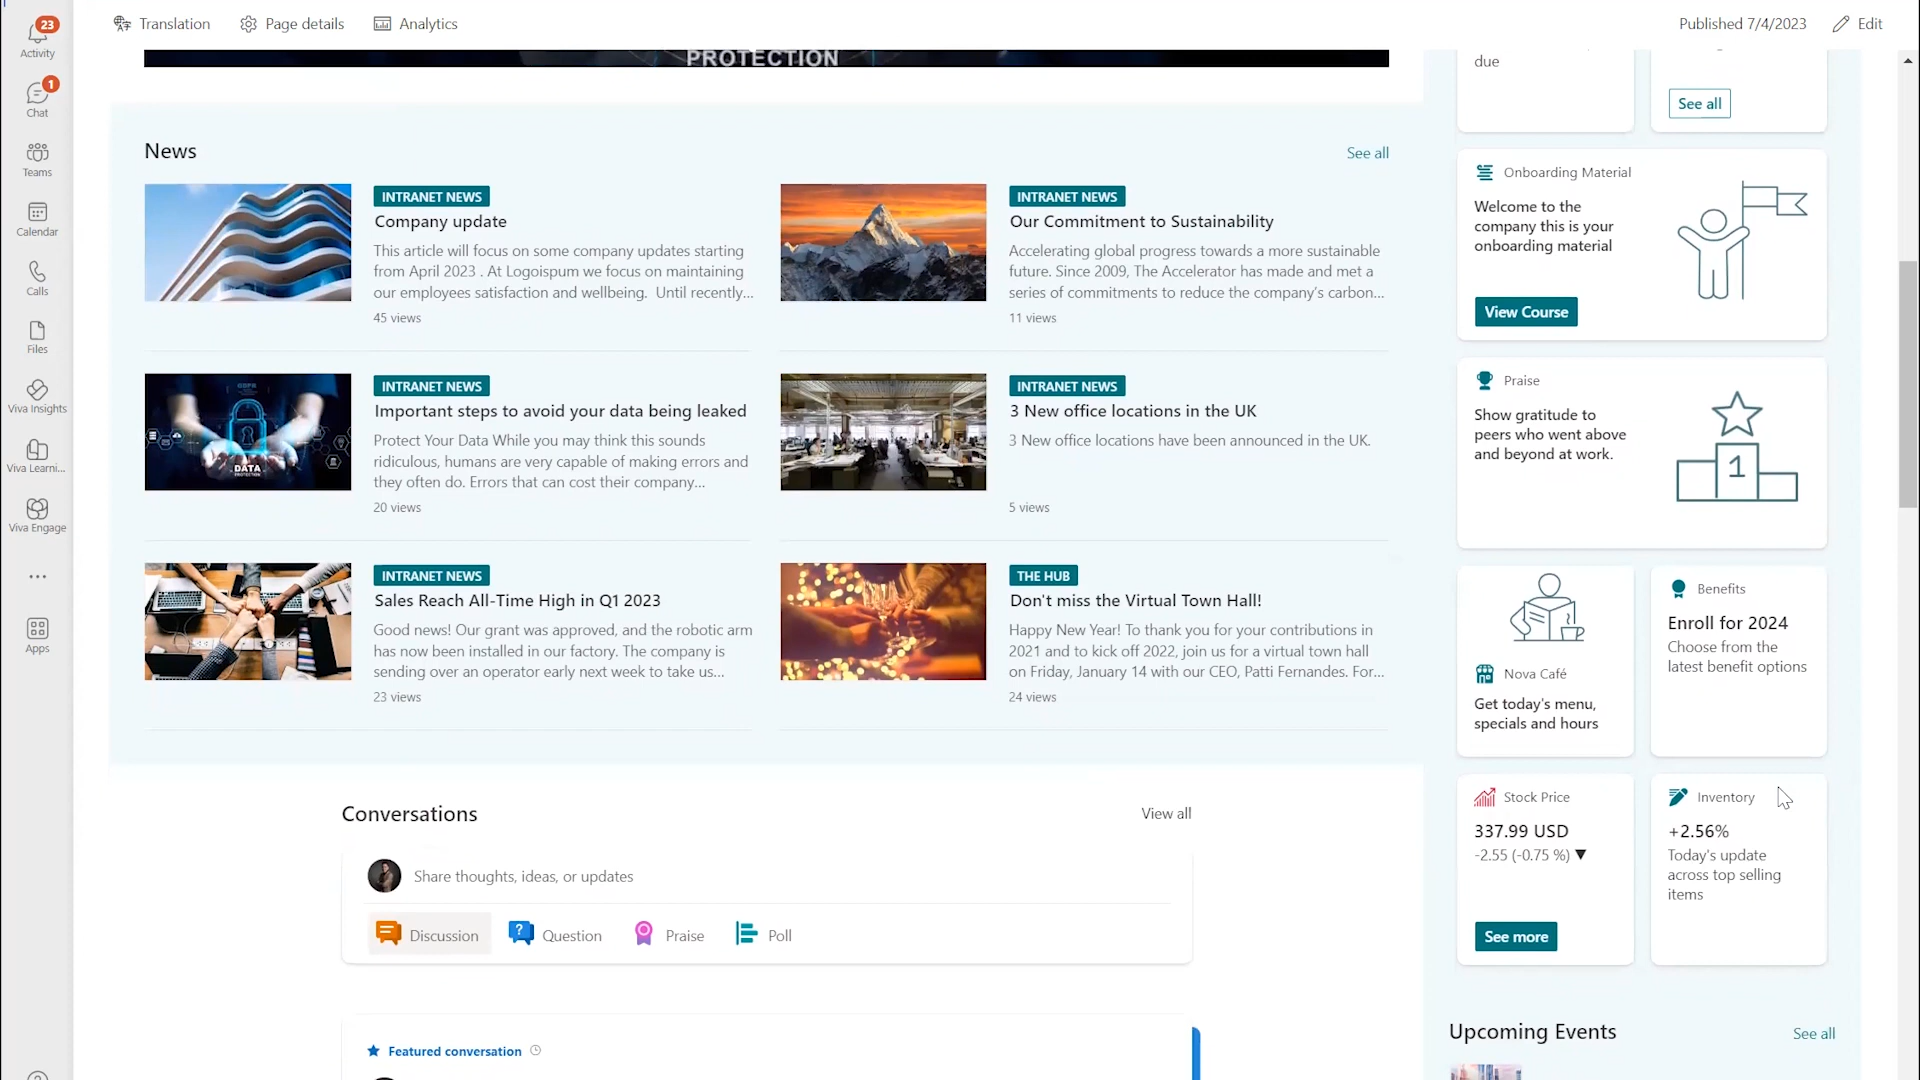 23
Activity
1
Chat
Teams
Calendar
Calls
Files
Viva Insights
Viva Learni...
Viva Engage
Apps
Translation
Page details
Analytics
Published 7/4/2023
Edit
PROTECTION
News
See all
INTRANET NEWS
Company update
This article will focus on some company updates starting
from April 2023 . At Logoispum we focus on maintaining
our employees satisfaction and wellbeing.  Until recently...
45 views
INTRANET NEWS
Our Commitment to Sustainability
Accelerating global progress towards a more sustainable
future. Since 2009, The Accelerator has made and met a
series of commitments to reduce the company's carbon...
11 views
GDPR
DATA
PROTECTION
INTRANET NEWS
Important steps to avoid your data being leaked
Protect Your Data While you may think this sounds
ridiculous, humans are very capable of making errors and
they often do. Errors that can cost their company...
20 views
INTRANET NEWS
3 New office locations in the UK
3 New office locations have been announced in the UK.
5 views
INTRANET NEWS
Sales Reach All-Time High in Q1 2023
Good news! Our grant was approved, and the robotic arm
has now been installed in our factory. The company is
sending over an operator early next week to take us...
23 views
THE HUB
Don't miss the Virtual Town Hall!
Happy New Year! To thank you for your contributions in
2021 and to kick off 2022, join us for a virtual town hall
on Friday, January 14 with our CEO, Patti Fernandes. For...
24 views
Conversations
View all
Share thoughts, ideas, or updates
Discussion
Question
Praise
Poll
Featured conversation
due
See all
Onboarding Material
Welcome to the
company this is your
onboarding material
View Course
Praise
Show gratitude to
peers who went above
and beyond at work.
1
Nova Café
Get today's menu,
specials and hours
Benefits
Enroll for 2024
Choose from the
latest benefit options
Stock Price
337.99 USD
-2.55 (-0.75 %) ▼
See more
Inventory
+2.56%
Today's update
across top selling
items
Upcoming Events
See all